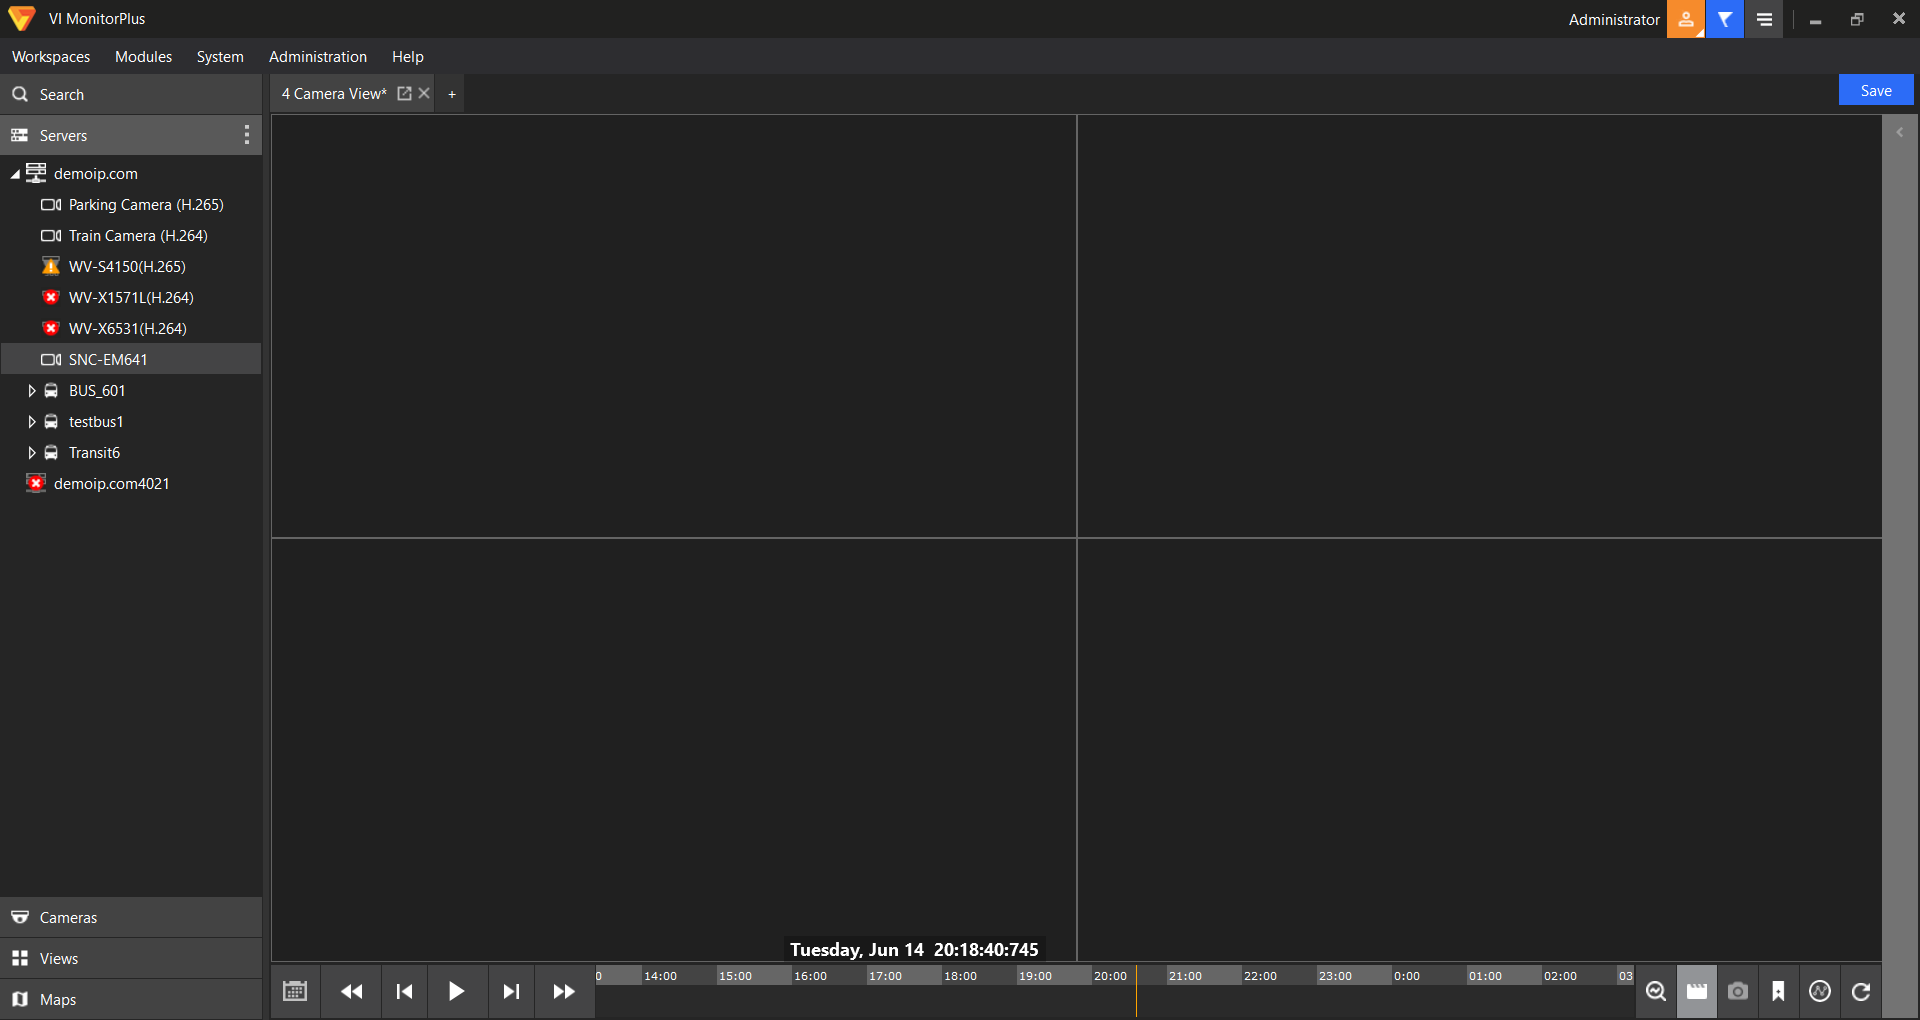 VI MonitorPlus
Administrator
Workspaces Modules System Administration Help
Search
4 Camera View* +
Save
Servers
demoip.com
Parking Camera (H.265)
Train Camera (H.264)
WV-S4150(H.265)
WV-X1571L(H.264)
WV-X6531(H.264)
SNC-EM641
BUS_601
testbus1
Transit6
demoip.com4021
Cameras
Views
Maps
Tuesday, Jun 14 20:18:40:745
0 14:00 15:00 16:00 17:00 18:00 19:00 20:00 21:00 22:00 23:00 0:00 01:00 02:00 03